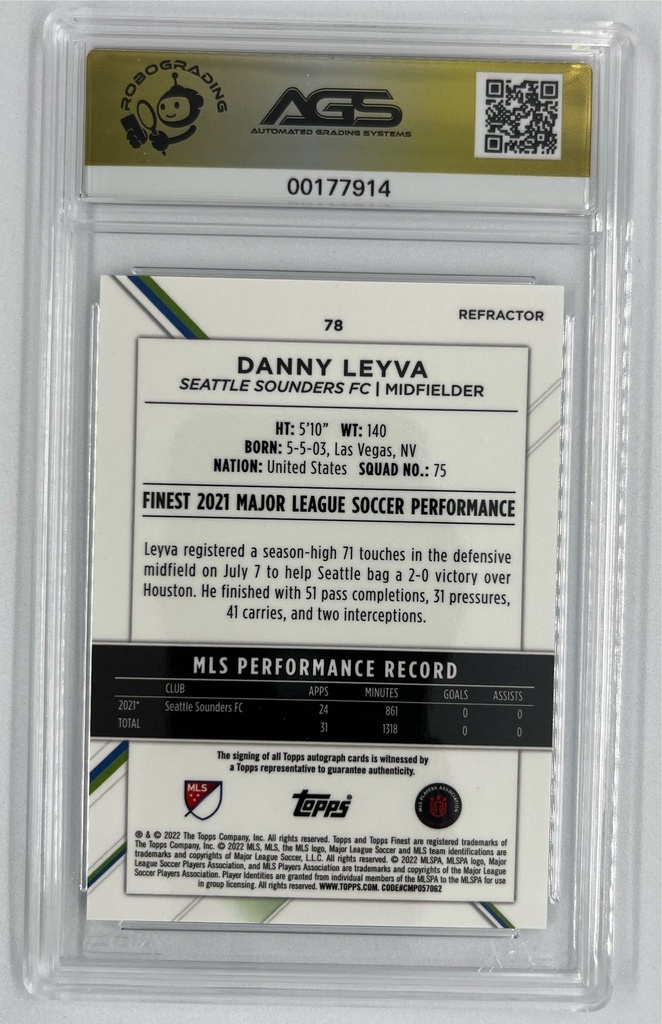 ROBOGRADING
AGS
AUTOMATED GRADING SYSTEMS
00177914
78
REFRACTOR
DANNY LEYVA
SEATTLE SOUNDERS FC | MIDFIELDER
HT: 5'10" WT: 140
BORN: 5-5-03, Las Vegas, NV
NATION: United States SQUAD NO.: 75
FINEST 2021 MAJOR LEAGUE SOCCER PERFORMANCE
Leyva registered a season-high 71 touches in the defensive
midfield on July 7 to help Seattle bag a 2-0 victory over
Houston. He finished with 51 pass completions, 31 pressures,
41 carries, and two interceptions.
MLS PERFORMANCE RECORD
CLUB APPS MINUTES GOALS ASSISTS
2021* Seattle Sounders FC 24 861 0 0
TOTAL 31 1318 0 0
The signing of all Topps autograph cards is witnessed by
a Topps representative to guarantee authenticity.
MLS
Topps
MLS PLAYERS ASSOCIATION
® & © 2022 The Topps Company, Inc. All rights reserved. Topps and Topps Finest are registered trademarks of
The Topps Company, Inc. © 2022 MLS, MLS, the MLS logo, Major League Soccer and MLS team identifications are
trademarks and copyrights of Major League Soccer, L.L.C. All rights reserved. © 2022 MLSPA, MLSPA logo, Major
League Soccer Players Association, and MLS Players Association are trademarks and copyrights of the Major League
Soccer Players Association. Player Identities are granted from individual members of the MLSPA to the MLSPA for use
in group licensing. All rights reserved. WWW.TOPPS.COM. CODE#CMP057062